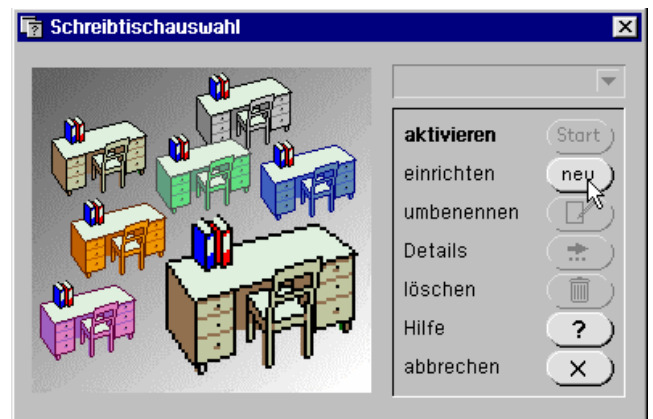 Schreibtischauswahl
aktivieren Start
einrichten neu
umbenennen
Details
löschen
Hilfe ?
abbrechen